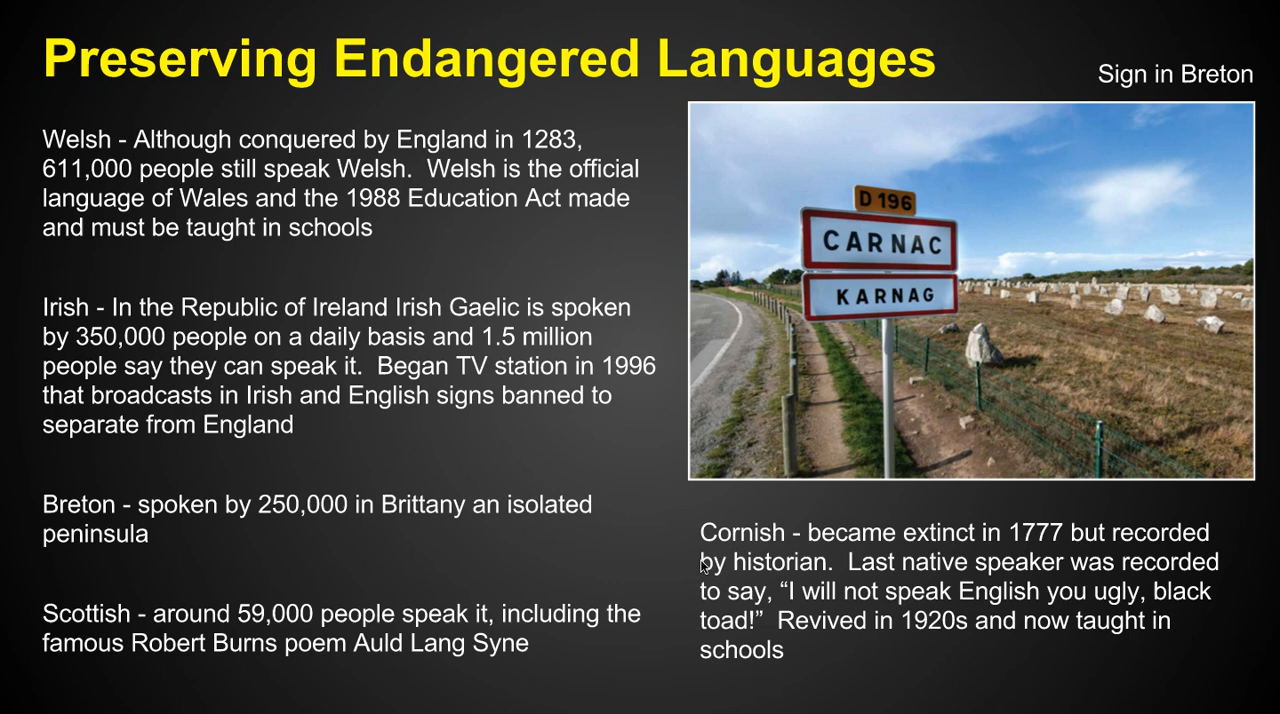 Preserving Endangered Languages
Sign in Breton
Welsh - Although conquered by England in 1283,
611,000 people still speak Welsh.  Welsh is the official
language of Wales and the 1988 Education Act made
and must be taught in schools
Irish - In the Republic of Ireland Irish Gaelic is spoken
by 350,000 people on a daily basis and 1.5 million
people say they can speak it.  Began TV station in 1996
that broadcasts in Irish and English signs banned to
separate from England
Breton - spoken by 250,000 in Brittany an isolated
peninsula
Scottish - around 59,000 people speak it, including the
famous Robert Burns poem Auld Lang Syne
D 196
CARNAC
KARNAG
Cornish - became extinct in 1777 but recorded
by historian.  Last native speaker was recorded
to say, “I will not speak English you ugly, black
toad!”  Revived in 1920s and now taught in
schools